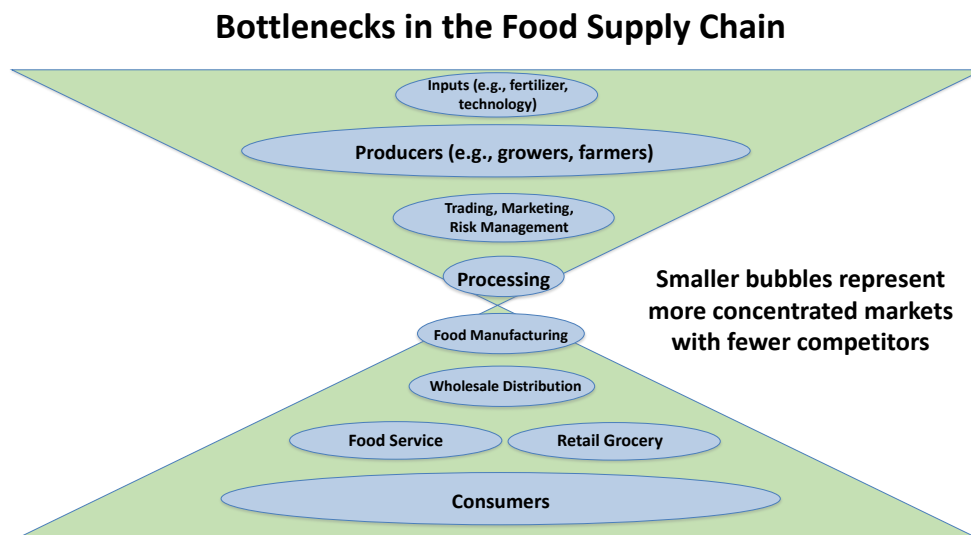 Bottlenecks in the Food Supply Chain
Inputs (e.g., fertilizer,
technology)
Producers (e.g., growers, farmers)
Trading, Marketing,
Risk Management
Processing
Smaller bubbles represent
more concentrated markets
with fewer competitors
Food Manufacturing
Wholesale Distribution
Food Service
Retail Grocery
Consumers